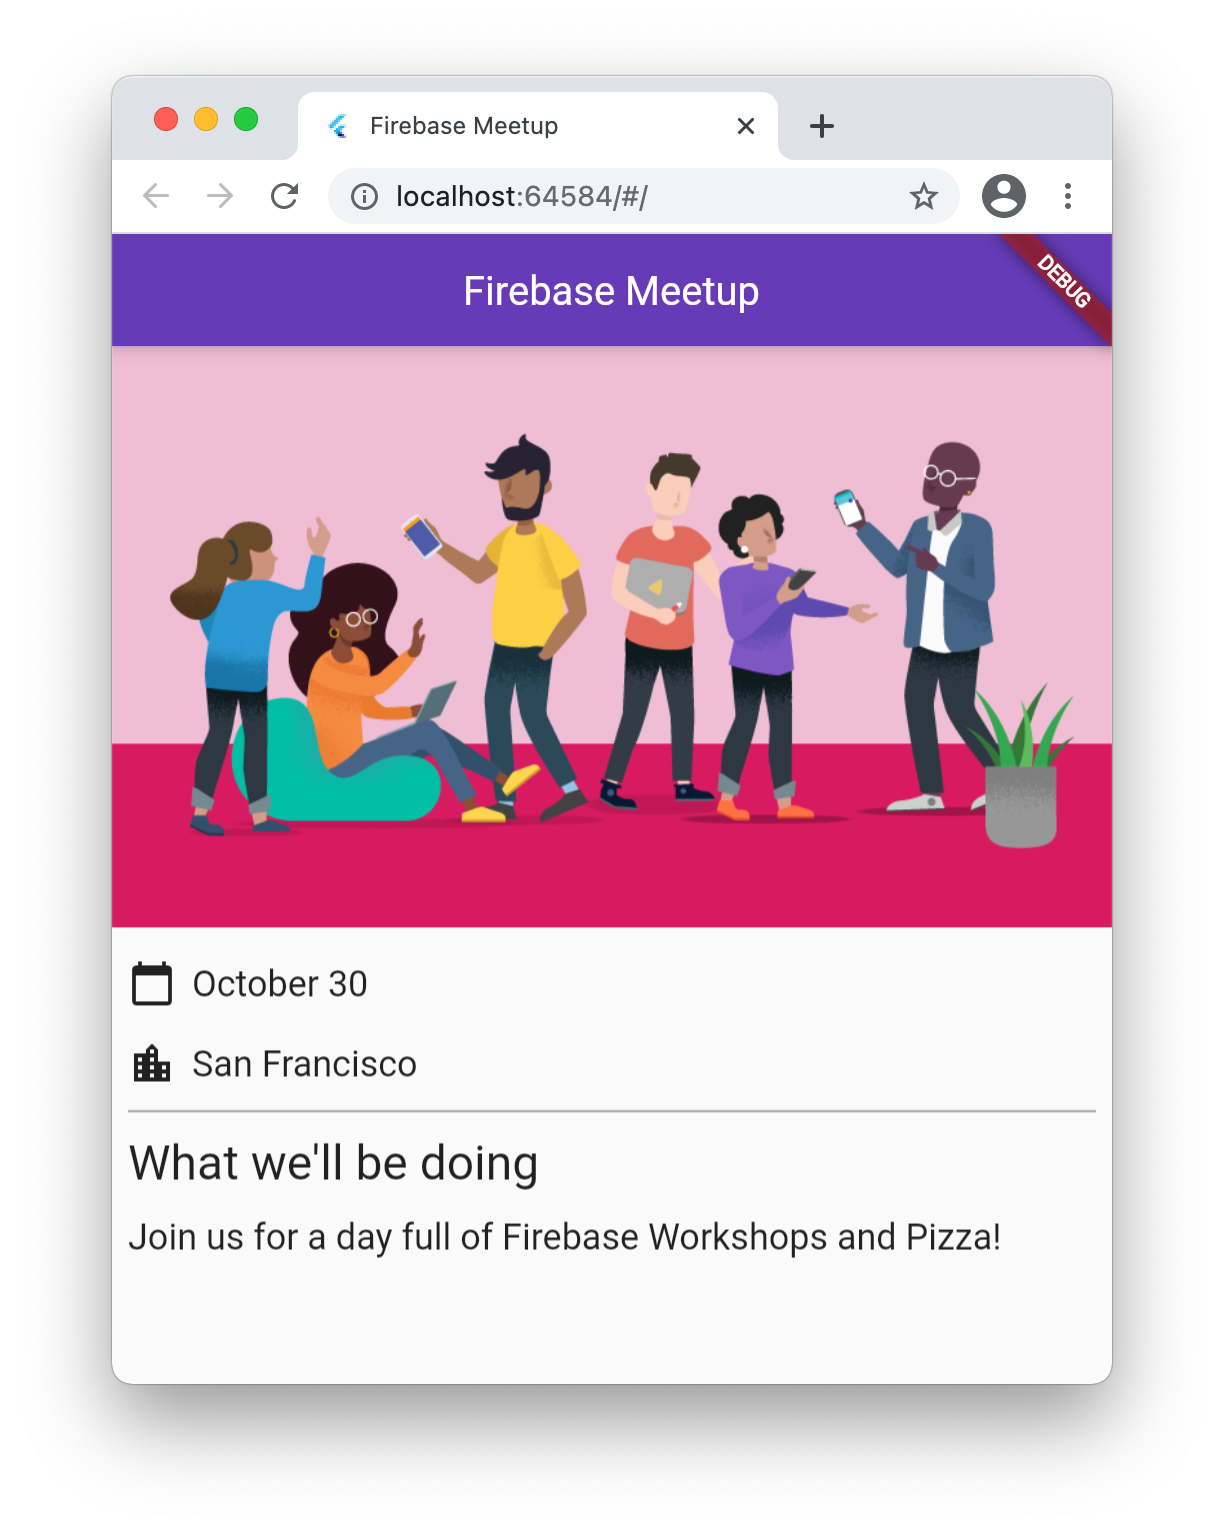 Firebase Meetup
localhost:64584/#/
Firebase Meetup
DEBUG
October 30
San Francisco
What we'll be doing
Join us for a day full of Firebase Workshops and Pizza!